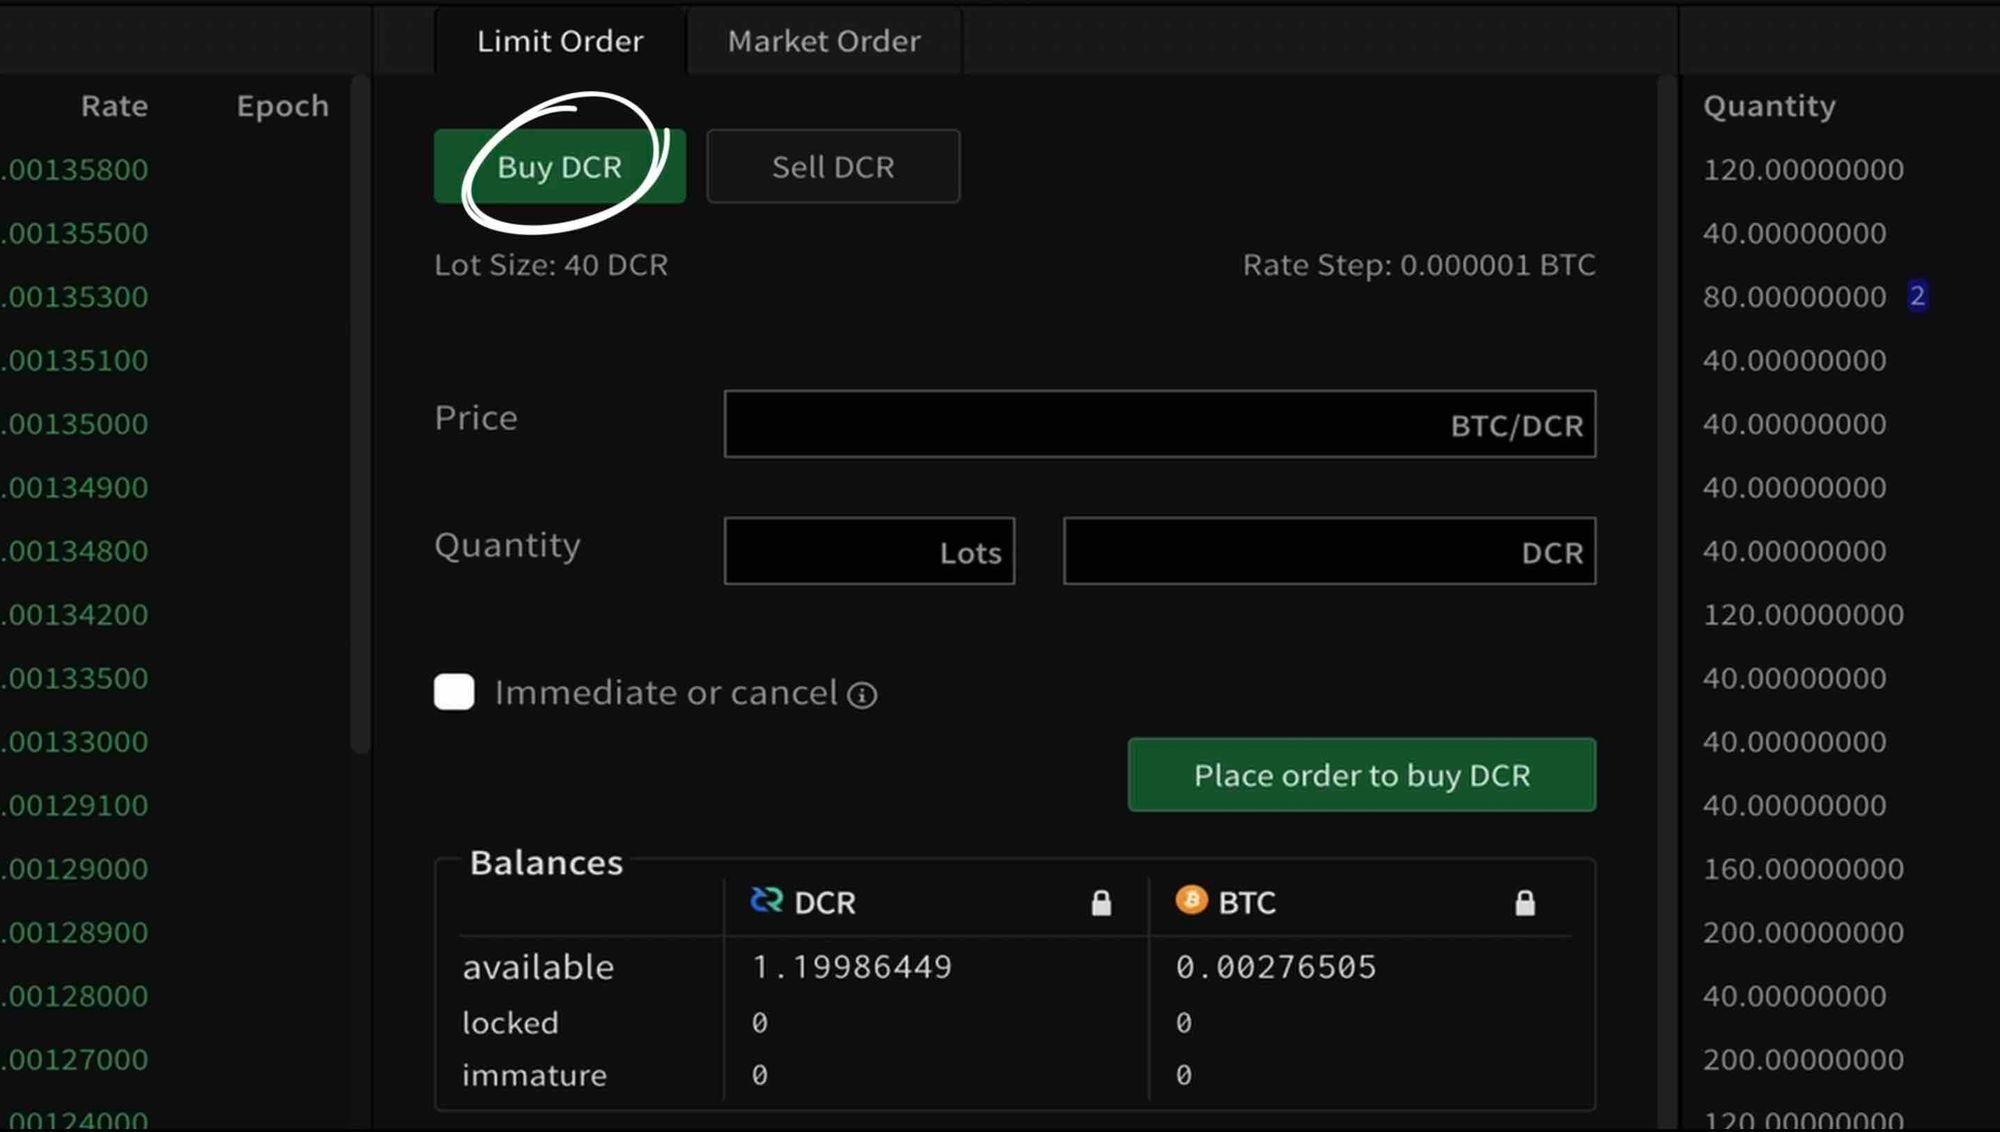 Limit Order Market Order
Rate Epoch
.00135800
.00135500
.00135300
.00135100
.00135000
.00134900
.00134800
.00134200
.00133500
.00133000
.00129100
.00129000
.00128900
.00128000
.00127000
.00124000
Buy DCR Sell DCR
Lot Size: 40 DCR Rate Step: 0.000001 BTC
Price BTC/DCR
Quantity Lots DCR
Immediate or cancel
Place order to buy DCR
Balances
DCR BTC
available 1.19986449 0.00276505
locked 0 0
immature 0 0
Quantity
120.00000000
40.00000000
80.00000000 2
40.00000000
40.00000000
40.00000000
40.00000000
120.00000000
40.00000000
40.00000000
40.00000000
160.00000000
200.00000000
40.00000000
200.00000000
120.00000000